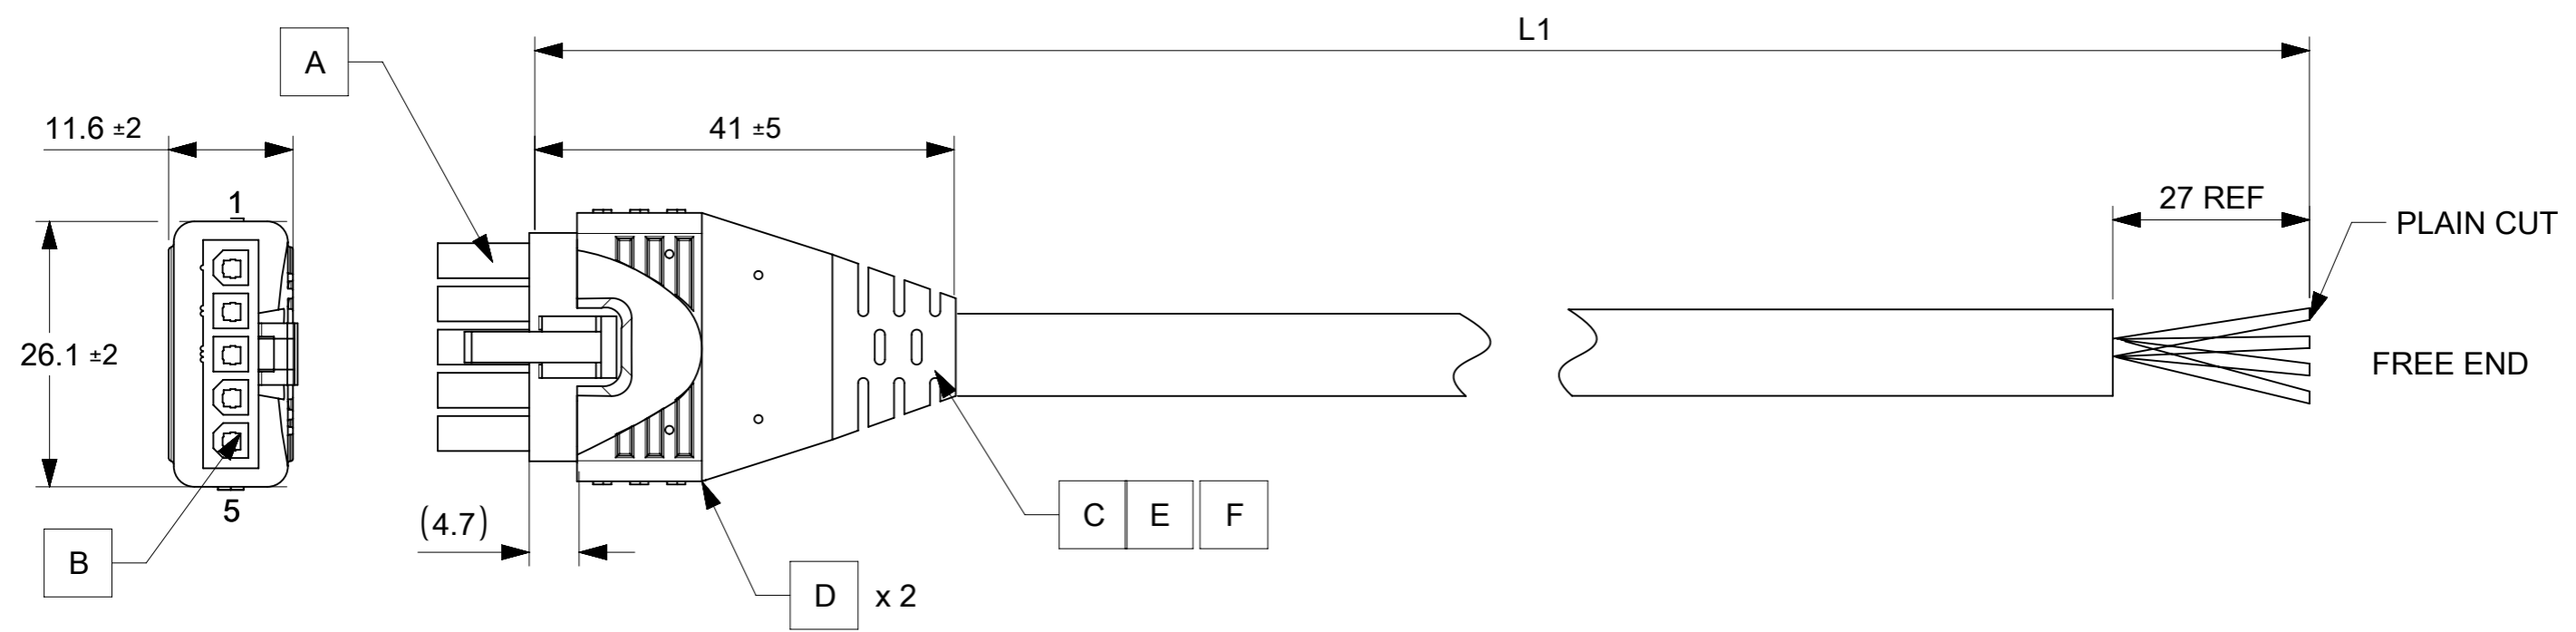 L1
A
11.6 ±2
41 ±5
27 REF
PLAIN CUT
1
26.1 ±2
FREE END
5
(4.7)
C E F
B
D x 2